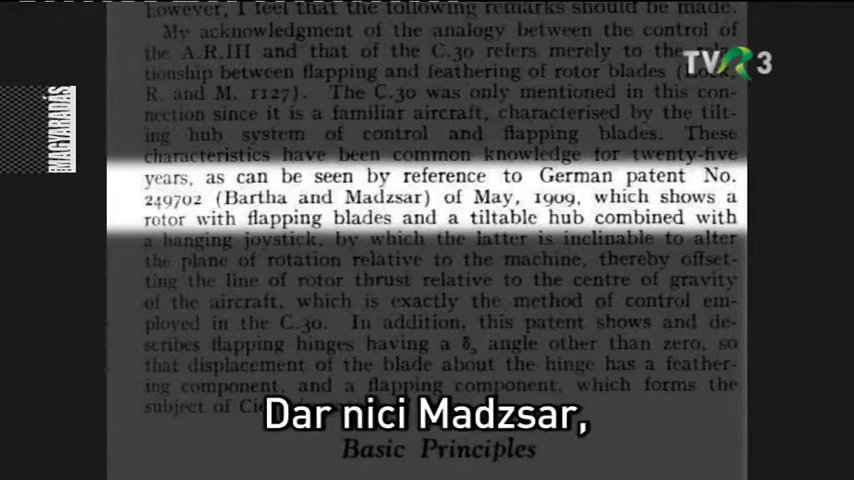 however, I feel that the following remarks should be made.
My acknowledgment of the analogy between the control of
the A.R.III and that of the C.30 refers merely to the
tionship between flapping and feathering of rotor blades (Lock,
R. and M. 1127). The C.30 was only mentioned in this con-
nection since it is a familiar aircraft, characterised by the tilt-
ing hub system of control and flapping blades. These
characteristics have been common knowledge for twenty-five
years, as can be seen by reference to German patent No.
249702 (Bartha and Madzsar) of May, 1909, which shows a
rotor with flapping blades and a tiltable hub combined with
a hanging joystick, by which the latter is inclinable to alter
the plane of rotation relative to the machine, thereby offset-
ting the line of rotor thrust relative to the centre of gravity
of the aircraft, which is exactly the method of control em-
ployed in the C.30. In addition, this patent shows and de-
scribes flapping hinges having a δ₃ angle other than zero, so
that displacement of the blade about the hinge has a feather-
ing component, and a flapping component, which forms the
subject of
Basic Principles
TVR 3
MAGYARADÁS
Dar nici Madzsar,